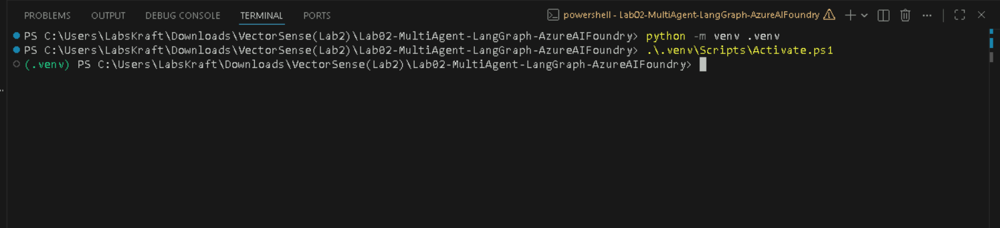 PROBLEMS OUTPUT DEBUG CONSOLE TERMINAL PORTS powershell - Lab02-MultiAgent-LangGraph-AzureAIFoundry
PS C:\Users\LabsKraft\Downloads\VectorSense(Lab2)\Lab02-MultiAgent-LangGraph-AzureAIFoundry> python -m venv .venv
PS C:\Users\LabsKraft\Downloads\VectorSense(Lab2)\Lab02-MultiAgent-LangGraph-AzureAIFoundry> .\.venv\Scripts\Activate.ps1
(.venv) PS C:\Users\LabsKraft\Downloads\VectorSense(Lab2)\Lab02-MultiAgent-LangGraph-AzureAIFoundry>